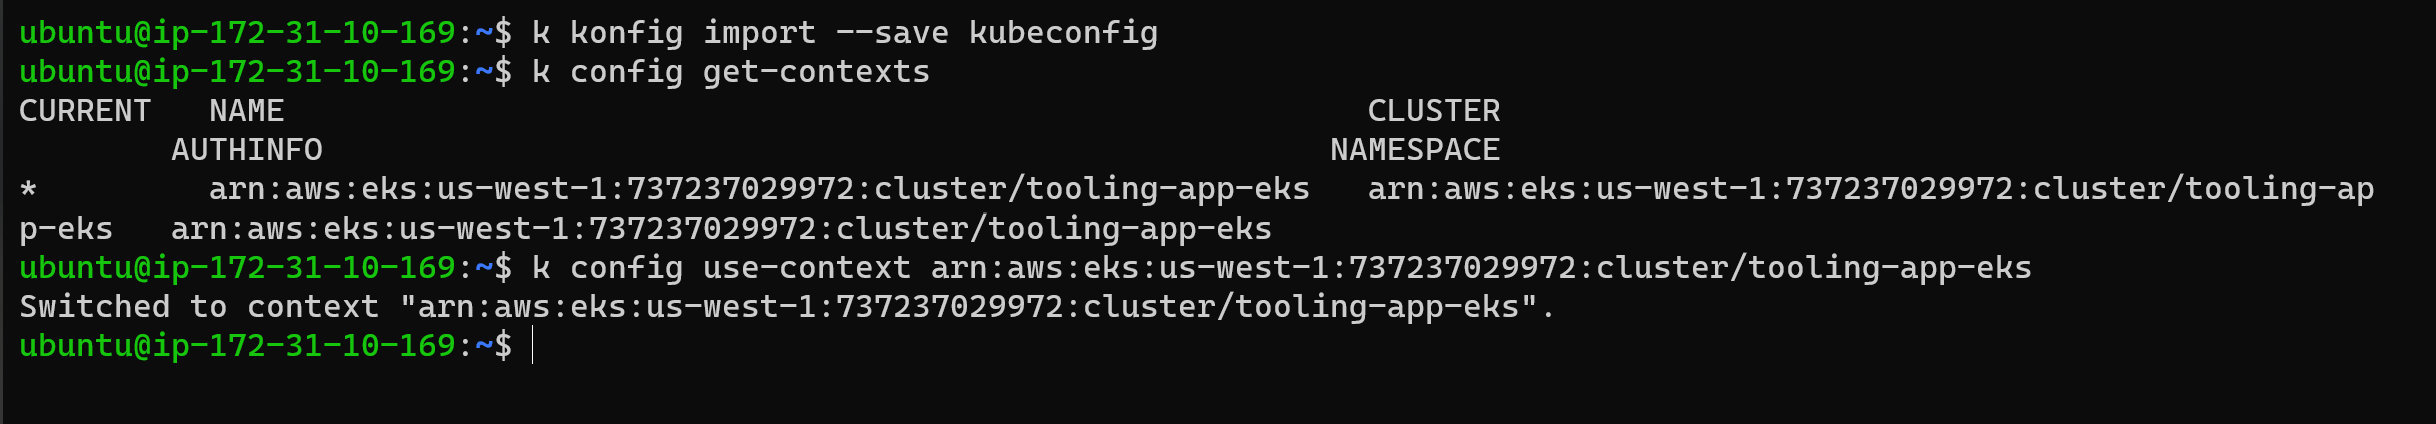 ubuntu@ip-172-31-10-169:~$ k konfig import --save kubeconfig
ubuntu@ip-172-31-10-169:~$ k config get-contexts
CURRENT   NAME                                                         CLUSTER
        AUTHINFO                                                     NAMESPACE
*         arn:aws:eks:us-west-1:737237029972:cluster/tooling-app-eks   arn:aws:eks:us-west-1:737237029972:cluster/tooling-ap
p-eks   arn:aws:eks:us-west-1:737237029972:cluster/tooling-app-eks
ubuntu@ip-172-31-10-169:~$ k config use-context arn:aws:eks:us-west-1:737237029972:cluster/tooling-app-eks
Switched to context "arn:aws:eks:us-west-1:737237029972:cluster/tooling-app-eks".
ubuntu@ip-172-31-10-169:~$